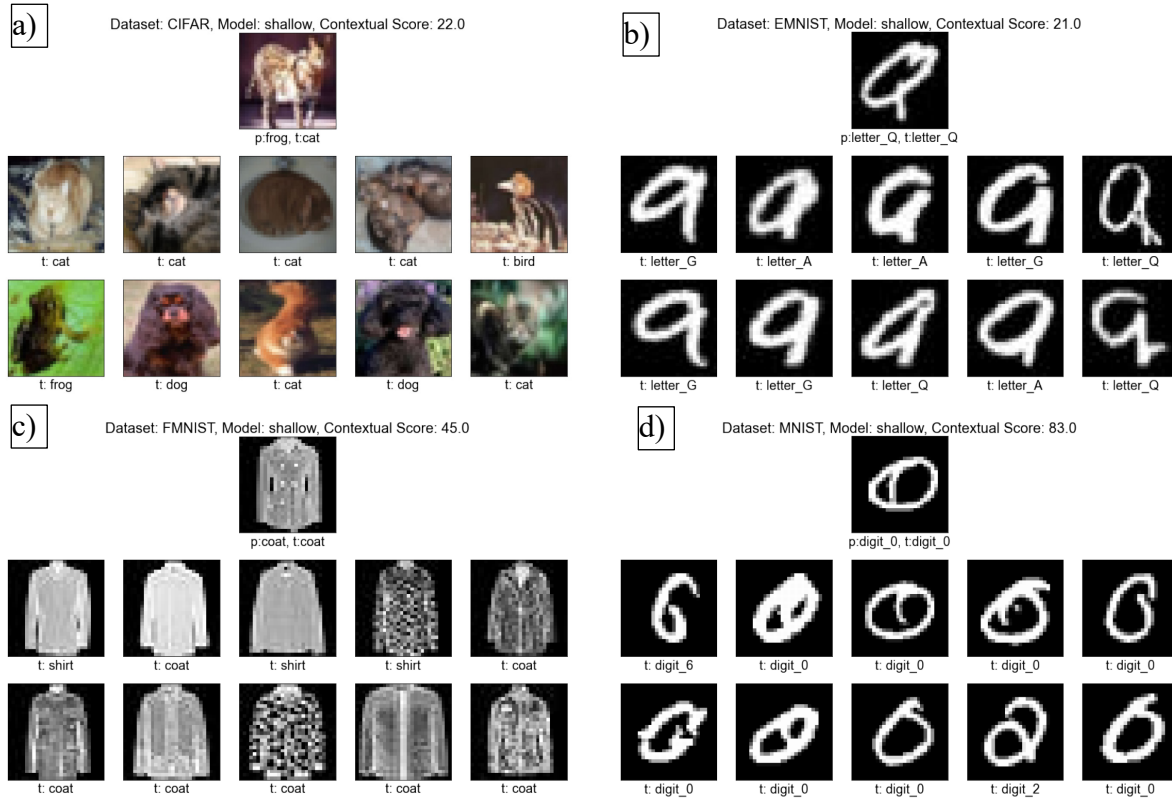 a)
Dataset: CIFAR, Model: shallow, Contextual Score: 22.0
p:frog, t:cat
t: cat
t: cat
t: cat
t: cat
t: bird
t: frog
t: dog
t: cat
t: dog
t: cat
b)
Dataset: EMNIST, Model: shallow, Contextual Score: 21.0
p:letter_Q, t:letter_Q
t: letter_G
t: letter_A
t: letter_A
t: letter_G
t: letter_Q
t: letter_G
t: letter_G
t: letter_Q
t: letter_A
t: letter_Q
c)
Dataset: FMNIST, Model: shallow, Contextual Score: 45.0
p:coat, t:coat
t: shirt
t: coat
t: shirt
t: shirt
t: coat
t: coat
t: coat
t: coat
t: coat
t: coat
d)
Dataset: MNIST, Model: shallow, Contextual Score: 83.0
p:digit_0, t:digit_0
t: digit_6
t: digit_0
t: digit_0
t: digit_0
t: digit_0
t: digit_0
t: digit_0
t: digit_0
t: digit_2
t: digit_0